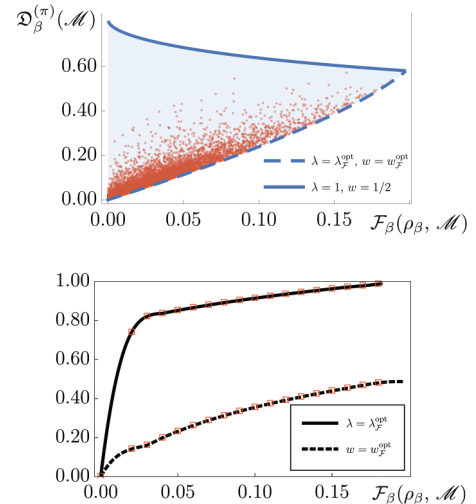 𝔇_β^(π)(ℳ)
0.60
0.40
0.20
0.00
λ = λ_ℱ^opt, w = w_ℱ^opt
λ = 1, w = 1/2
0.00 0.05 0.10 0.15
ℱ_β(ρ_β, ℳ)
1.00
0.80
0.60
0.40
0.20
0.00
λ = λ_ℱ^opt
w = w_ℱ^opt
0.00 0.05 0.10 0.15
ℱ_β(ρ_β, ℳ)